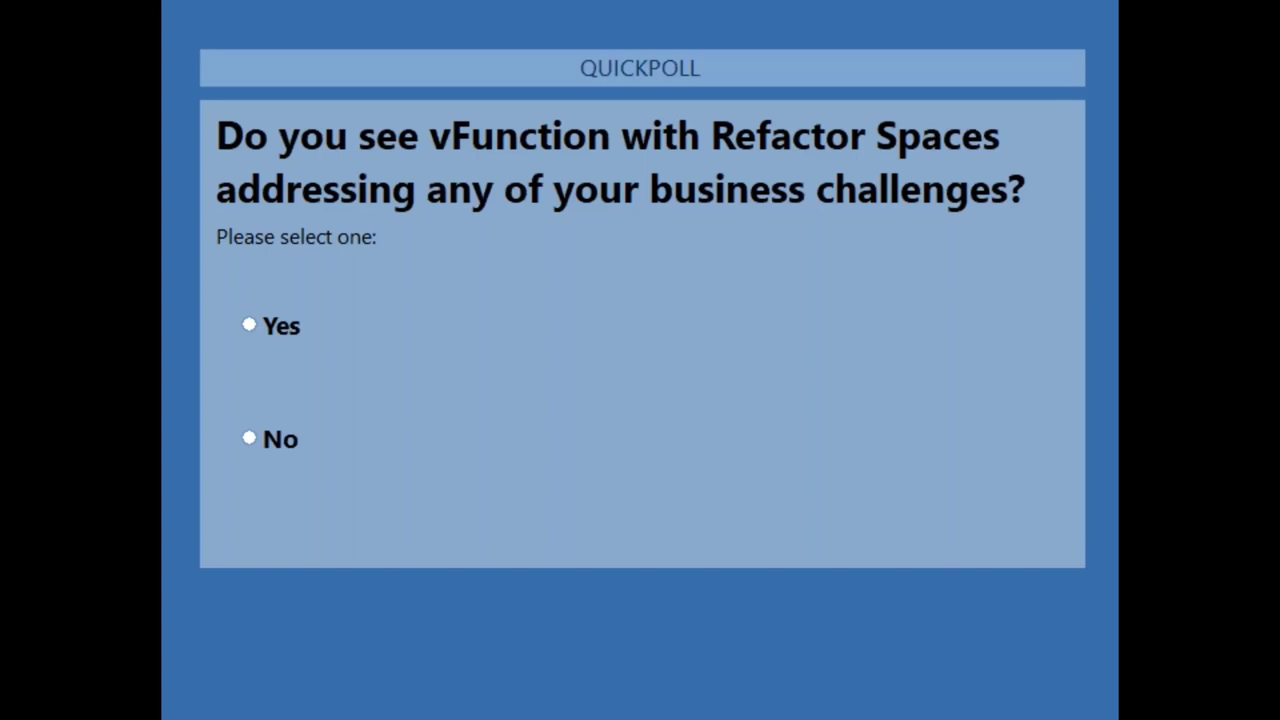 QUICKPOLL
Do you see vFunction with Refactor Spaces
addressing any of your business challenges?
Please select one:
Yes
No